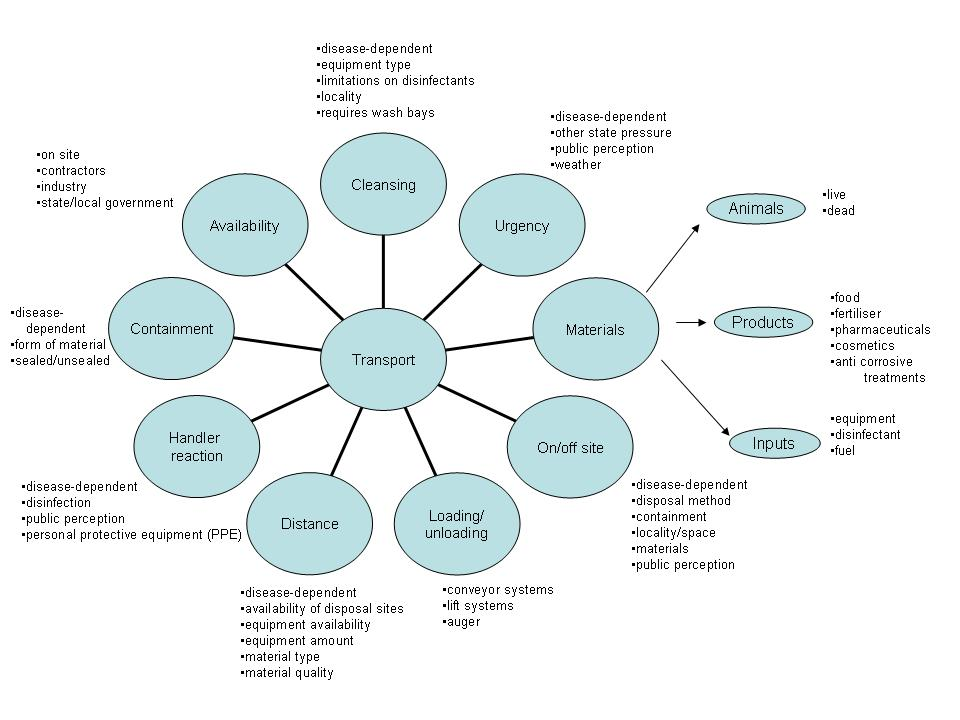 •disease-dependent
•equipment type
•limitations on disinfectants
•locality
•requires wash bays
Cleansing
•disease-dependent
•other state pressure
•public perception
•weather
Urgency
•on site
•contractors
•industry
•state/local government
Availability
Animals
•live
•dead
•disease-
dependent
•form of material
•sealed/unsealed
Containment
Transport
Materials
Products
•food
•fertiliser
•pharmaceuticals
•cosmetics
•anti corrosive
treatments
Inputs
•equipment
•disinfectant
•fuel
Handler
reaction
•disease-dependent
•disinfection
•public perception
•personal protective equipment (PPE)
On/off site
•disease-dependent
•disposal method
•containment
•locality/space
•materials
•public perception
Distance
•disease-dependent
•availability of disposal sites
•equipment availability
•equipment amount
•material type
•material quality
Loading/
unloading
•conveyor systems
•lift systems
•auger